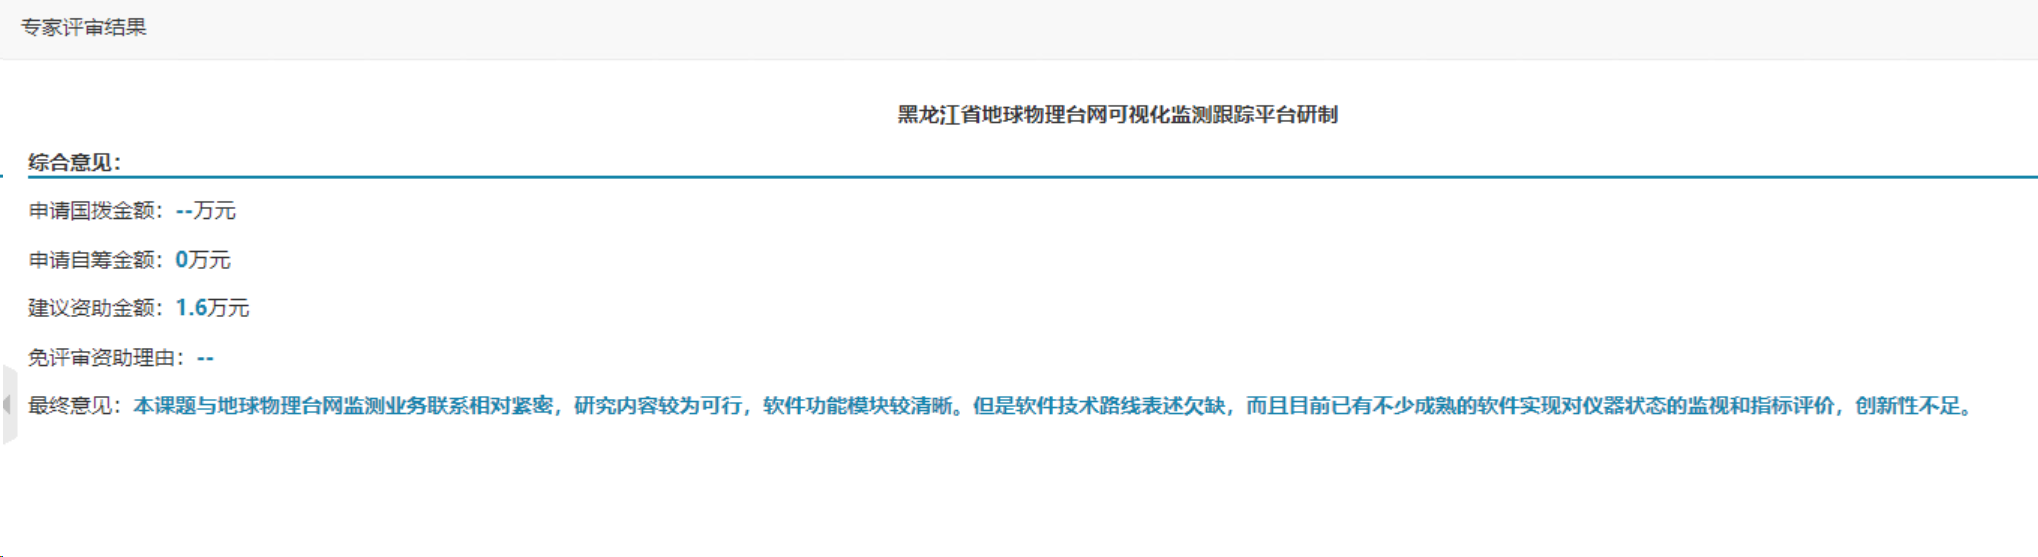 专家评审结果
黑龙江省地球物理台网可视化监测跟踪平台研制
综合意见：
申请国拨金额：--万元
申请自筹金额：0万元
建议资助金额：1.6万元
免评审资助理由：--
最终意见：本课题与地球物理台网监测业务联系相对紧密，研究内容较为可行，软件功能模块较清晰。但是软件技术路线表述欠缺，而且目前已有不少成熟的软件实现对仪器状态的监视和指标评价，创新性不足。